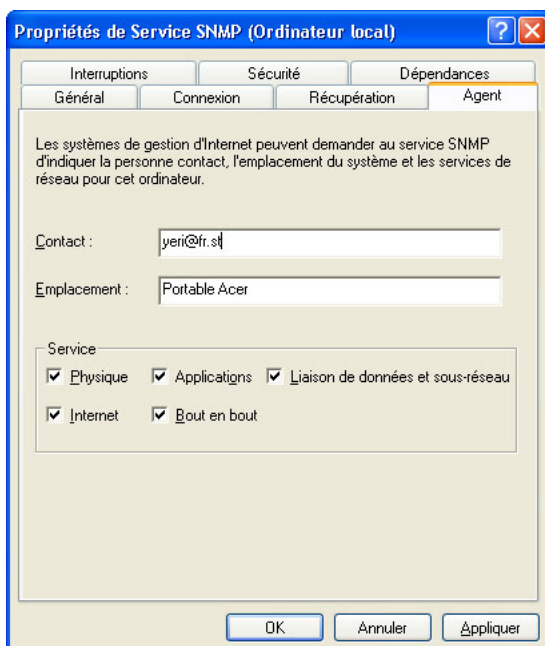 Propriétés de Service SNMP (Ordinateur local)
Interruptions Sécurité Dépendances
Général Connexion Récupération Agent
Les systèmes de gestion d'Internet peuvent demander au service SNMP
d'indiquer la personne contact, l'emplacement du système et les services de
réseau pour cet ordinateur.
Contact : yeri@fr.st
Emplacement : Portable Acer
Service
Physique Applications Liaison de données et sous-réseau
Internet Bout en bout
OK Annuler Appliquer